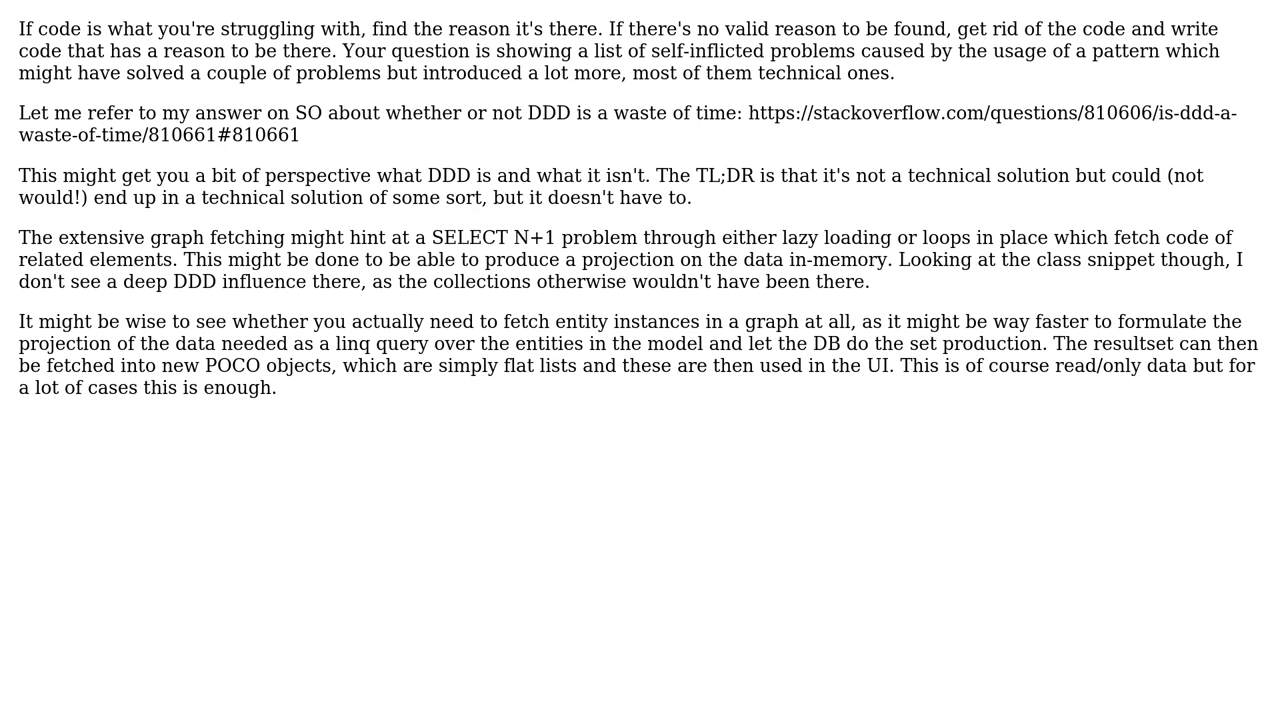 If code is what you're struggling with, find the reason it's there. If there's no valid reason to be found, get rid of the code and write
code that has a reason to be there. Your question is showing a list of self-inflicted problems caused by the usage of a pattern which
might have solved a couple of problems but introduced a lot more, most of them technical ones.
Let me refer to my answer on SO about whether or not DDD is a waste of time: https://stackoverflow.com/questions/810606/is-ddd-a-
waste-of-time/810661#810661
This might get you a bit of perspective what DDD is and what it isn't. The TL;DR is that it's not a technical solution but could (not
would!) end up in a technical solution of some sort, but it doesn't have to.
The extensive graph fetching might hint at a SELECT N+1 problem through either lazy loading or loops in place which fetch code of
related elements. This might be done to be able to produce a projection on the data in-memory. Looking at the class snippet though, I
don't see a deep DDD influence there, as the collections otherwise wouldn't have been there.
It might be wise to see whether you actually need to fetch entity instances in a graph at all, as it might be way faster to formulate the
projection of the data needed as a linq query over the entities in the model and let the DB do the set production. The resultset can then
be fetched into new POCO objects, which are simply flat lists and these are then used in the UI. This is of course read/only data but for
a lot of cases this is enough.